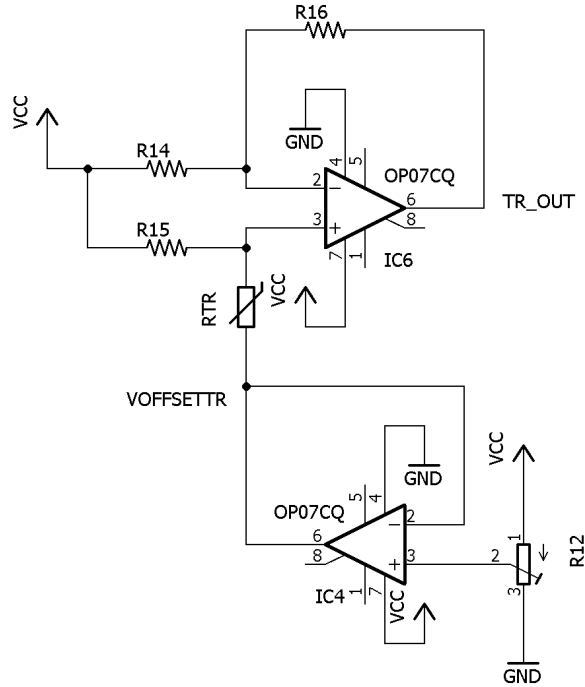 R16
VCC
GND
4
5
R14
OP07CQ
2
-
6
TR_OUT
3
+
8
R15
7
1
IC6
VCC
RTR
VOFFSETTR
VCC
GND
5
4
OP07CQ
2
-
6
1
8
+
3
2
R12
IC4
1
7
VCC
3
GND